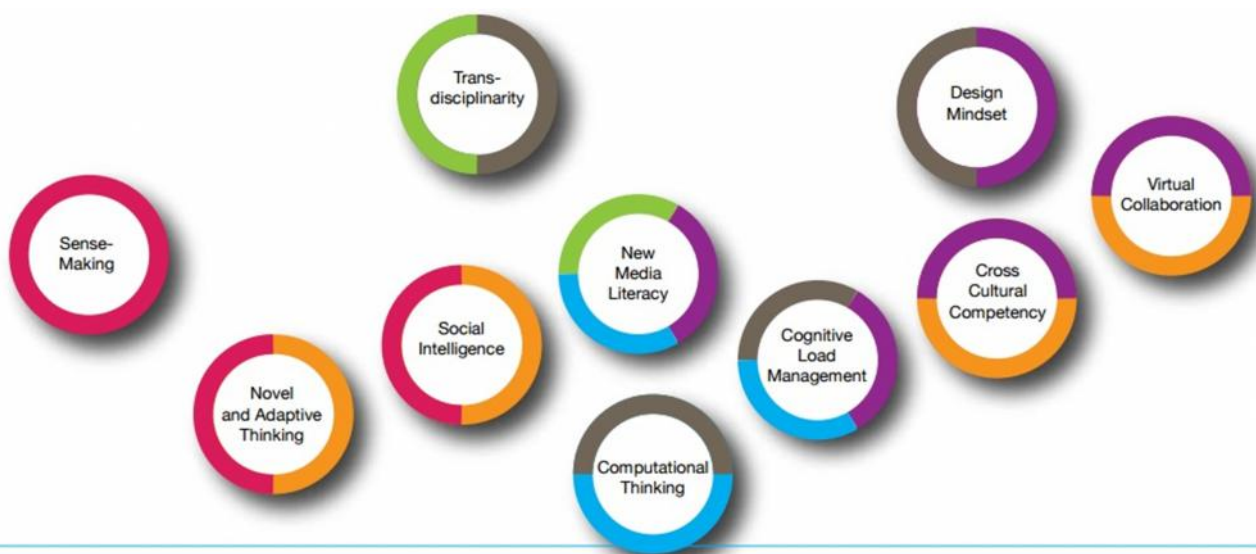 Trans-
disciplinarity
Design
Mindset
Virtual
Collaboration
Sense-
Making
New
Media
Literacy
Cross
Cultural
Competency
Social
Intelligence
Cognitive
Load
Management
Novel
and Adaptive
Thinking
Computational
Thinking